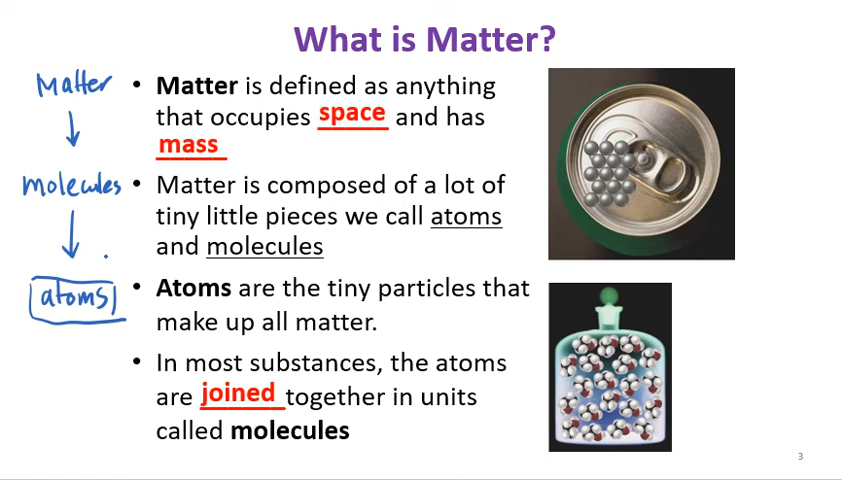 What is Matter?
Matter
• Matter is defined as anything
that occupies space and has
mass
molecules
• Matter is composed of a lot of
tiny little pieces we call atoms
and molecules
atoms
• Atoms are the tiny particles that
make up all matter.
• In most substances, the atoms
are joined together in units
called molecules
3